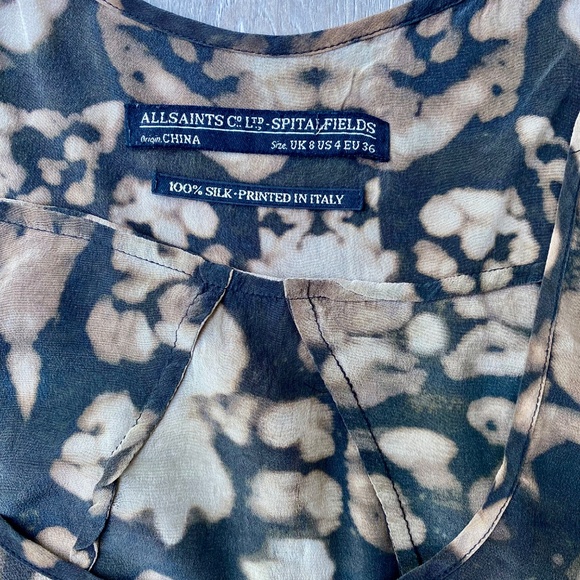 ALLSAINTS Cº. LTD. - SPITALFIELDS
Origin. CHINA Size. UK 8 US 4 EU 36
100% SILK • PRINTED IN ITALY